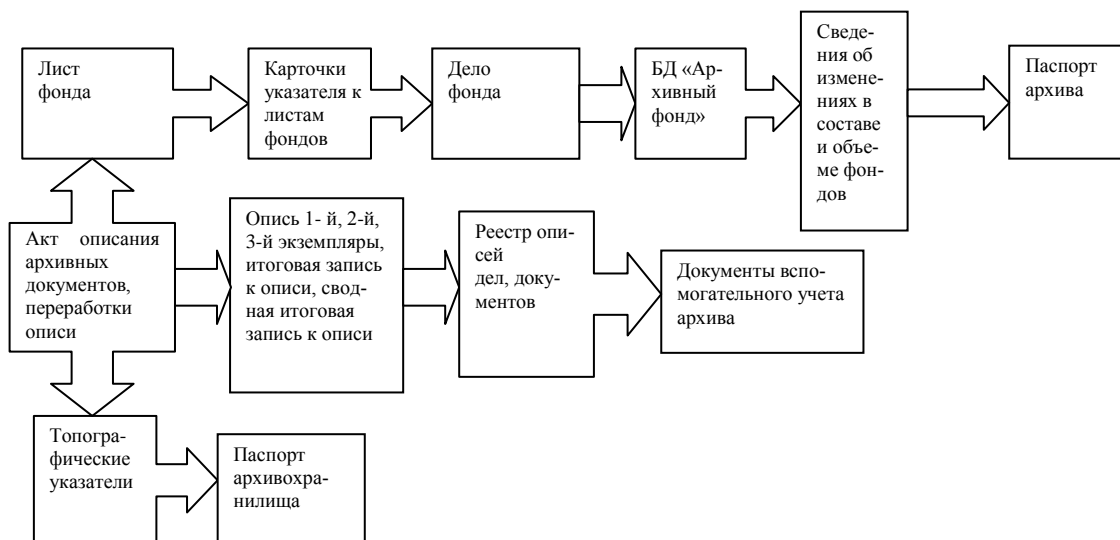 Лист
фонда
Карточки
указателя к
листам
фондов
Дело
фонда
БД «Ар-
хивный
фонд»
Сведе-
ния об
измене-
ниях в
составе
и объе-
ме фон-
дов
Паспорт
архива
Акт описания
архивных
документов,
переработки
описи
Опись 1- й, 2-й,
3-й экземпляры,
итоговая запись
к описи, свод-
ная итоговая
запись к описи
Реестр опи-
сей
дел, доку-
ментов
Документы вспо-
могательного учета
архива
Топогра-
фические
указатели
Паспорт
архивохра-
нилища